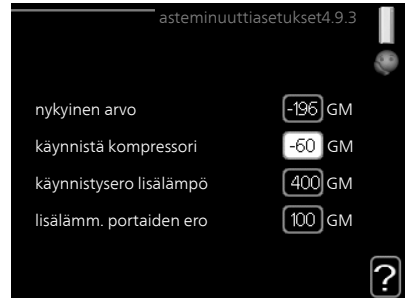 asteminuuttiasetukset4.9.3
nykyinen arvo -196 GM
käynnistä kompressori -60 GM
käynnistysero lisälämpö 400 GM
lisälämm. portaiden ero 100 GM
?